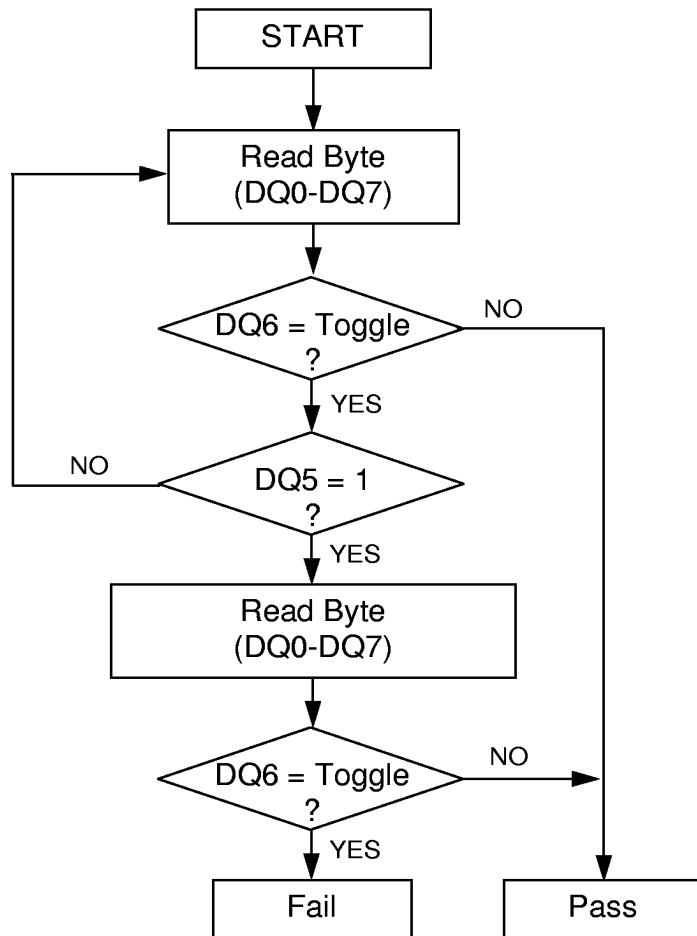 START
Read Byte
(DQ0-DQ7)
DQ6 = Toggle
?
NO
YES
DQ5 = 1
?
NO
YES
Read Byte
(DQ0-DQ7)
DQ6 = Toggle
?
NO
YES
Fail
Pass